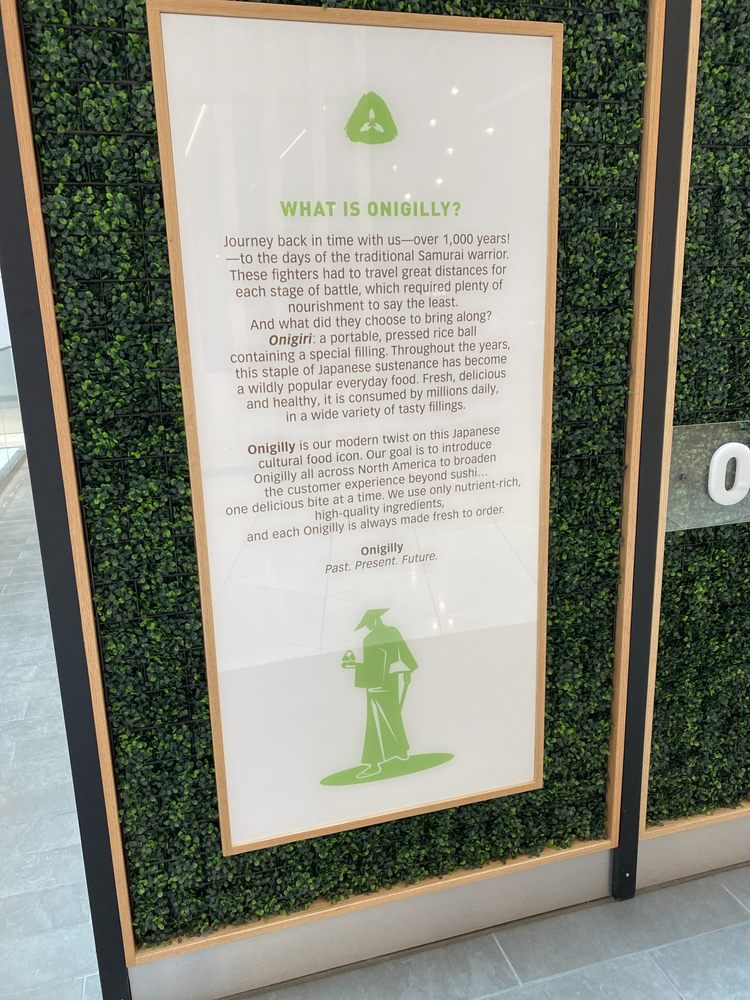 WHAT IS ONIGILLY?
Journey back in time with us—over 1,000 years!
—to the days of the traditional Samurai warrior.
These fighters had to travel great distances for
each stage of battle, which required plenty of
nourishment to say the least.
And what did they choose to bring along?
Onigiri: a portable, pressed rice ball
containing a special filling. Throughout the years,
this staple of Japanese sustenance has become
a wildly popular everyday food. Fresh, delicious
and healthy, it is consumed by millions daily,
in a wide variety of tasty fillings.
Onigilly is our modern twist on this Japanese
cultural food icon. Our goal is to introduce
Onigilly all across North America to broaden
the customer experience beyond sushi...
one delicious bite at a time. We use only nutrient-rich,
high-quality ingredients,
and each Onigilly is always made fresh to order.
Onigilly
Past. Present. Future.
O